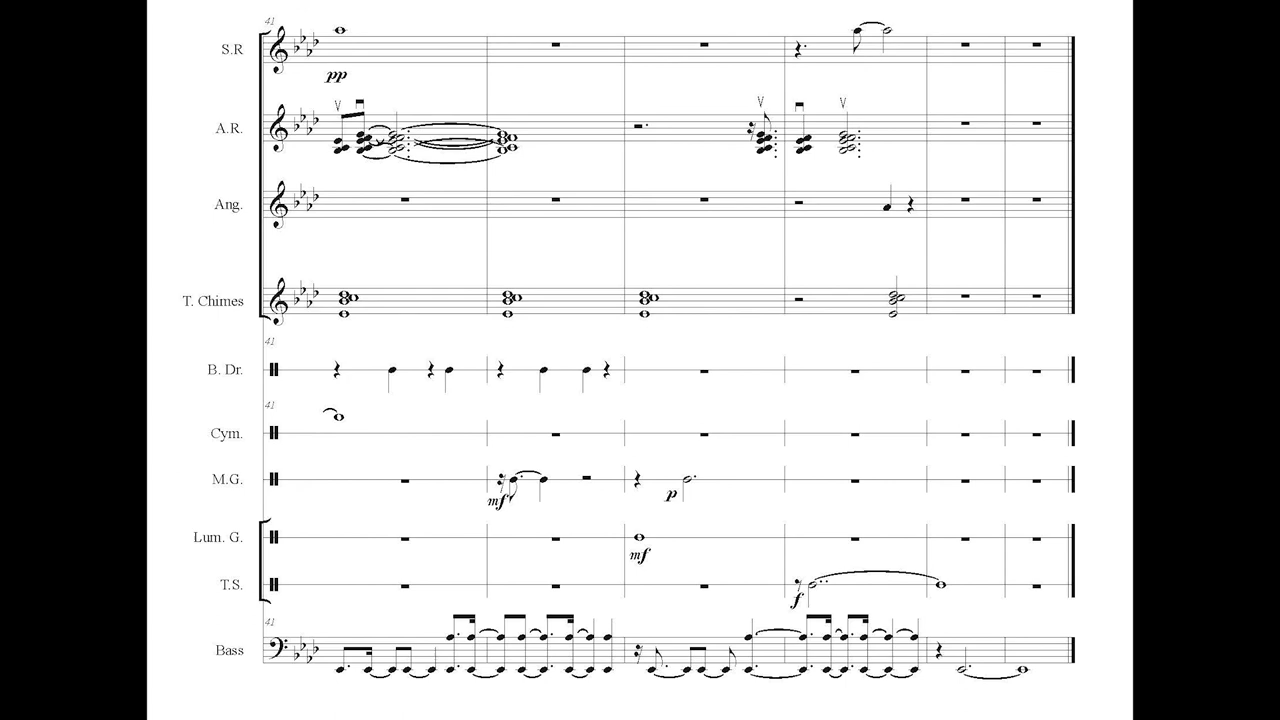 41
S.R
pp
A.R.
Ang.
T. Chimes
41
B. Dr.
41
Cym.
M.G.
mf
p
Lum. G.
mf
T.S.
f
41
Bass